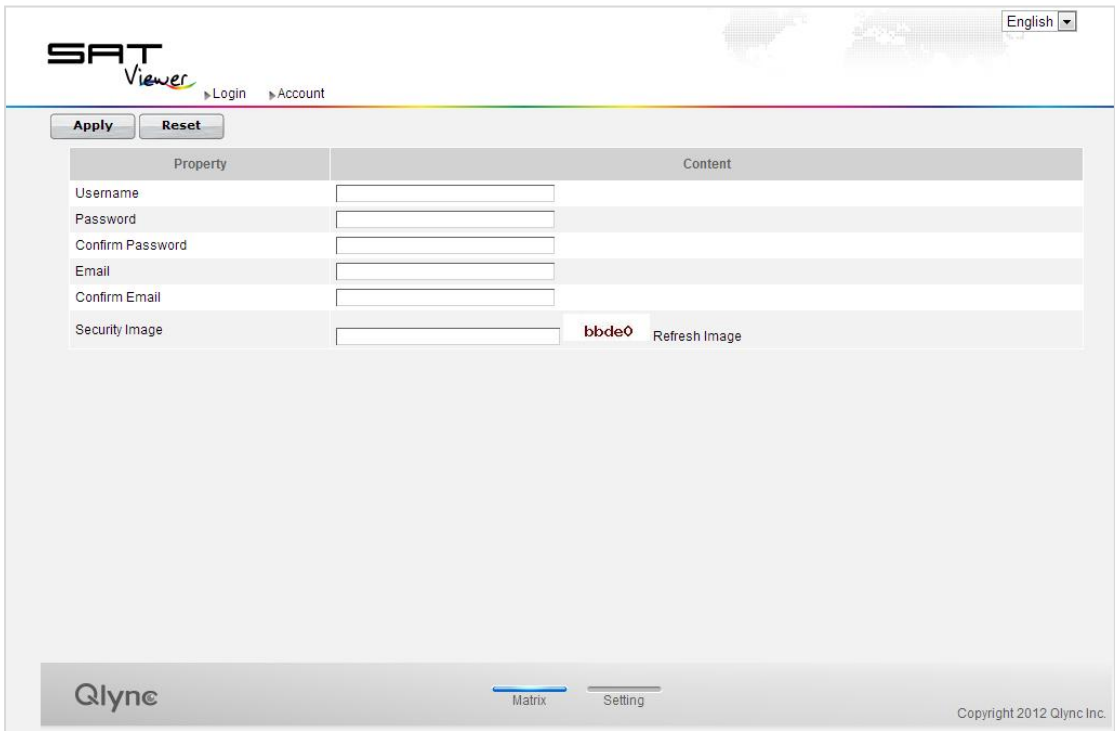 English
SAT
Viewer
Login Account
Apply Reset
Property Content
Username
Password
Confirm Password
Email
Confirm Email
Security Image bbde0 Refresh Image
Qlync Matrix Setting Copyright 2012 Qlync Inc.